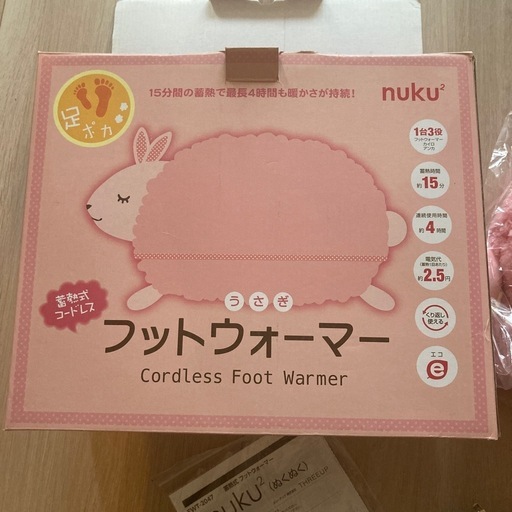 15分間の蓄熱で最長4時間も暖かさが持続！
nuku²
足ポカ
1台3役
フットウォーマー
カイロ
アンカ
蓄熱時間
約15分
連続使用時間
約4時間
電気代
約2.5円
くり返し
使える
エコ
e
蓄熱式
コードレス
うさぎ
フットウォーマー
Cordless Foot Warmer
蓄熱式 フットウォーマー
nuku²
(ぬくぬく)
THREEUP